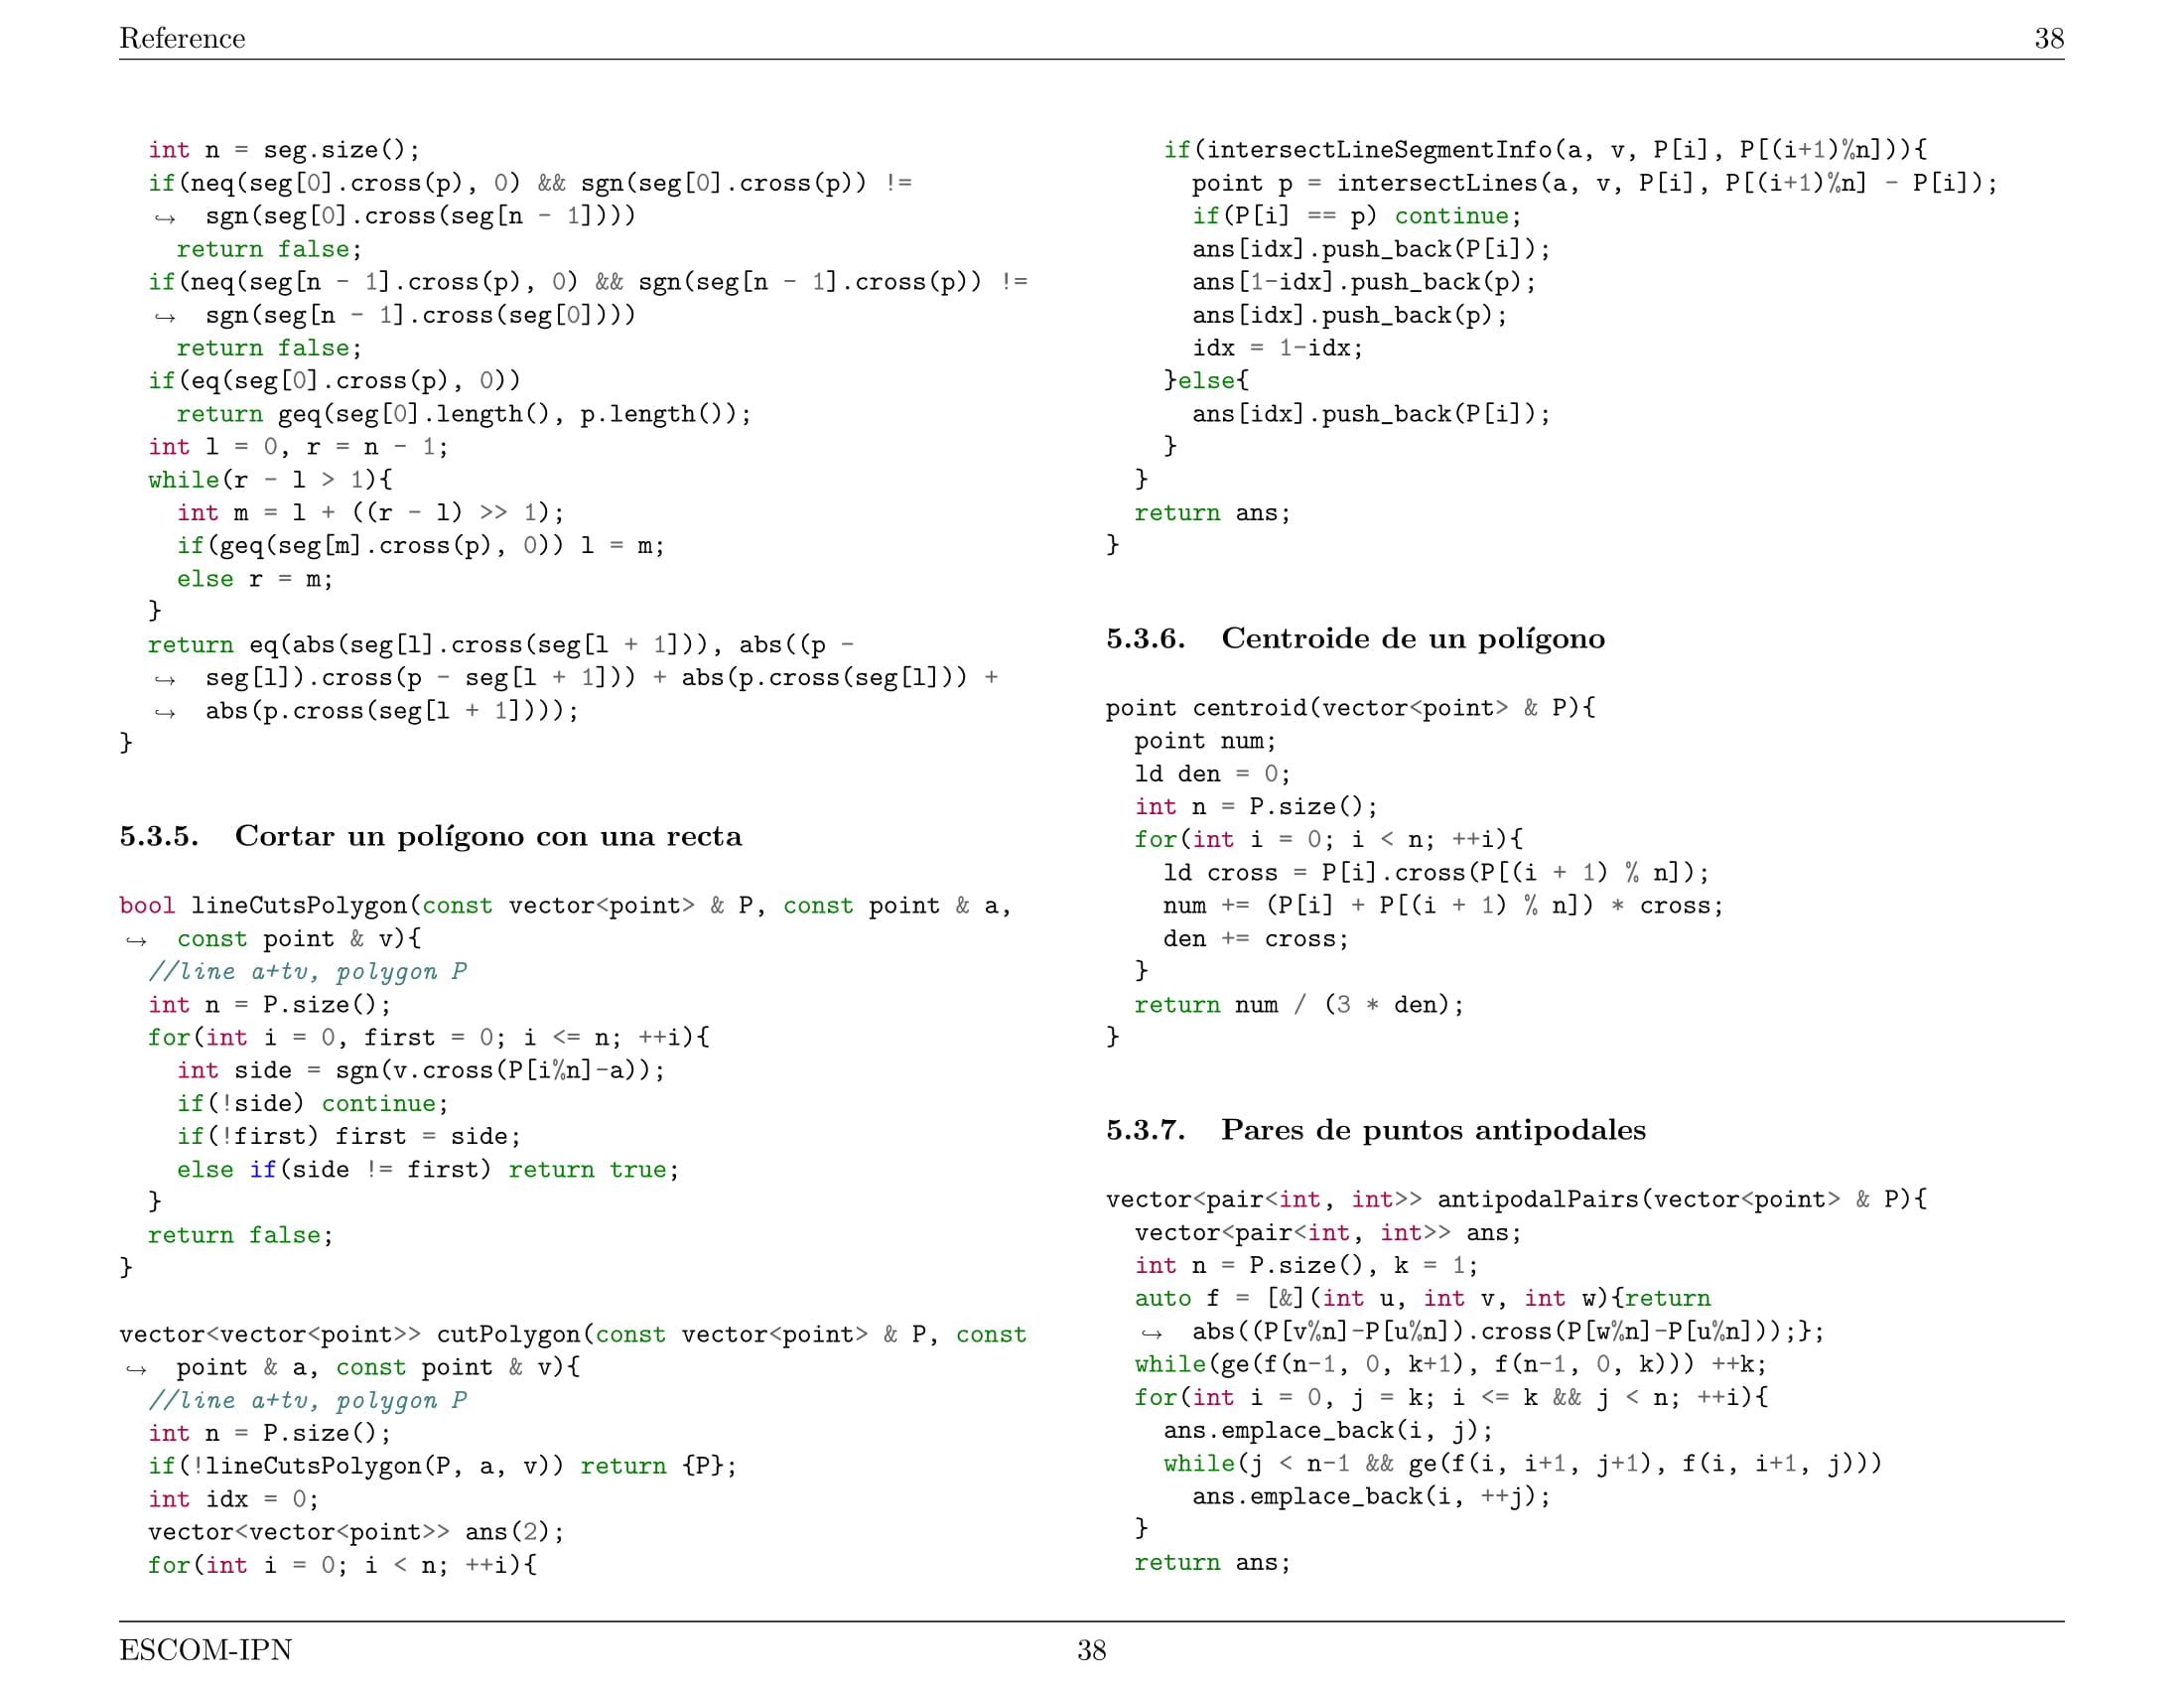 Reference 38
  int n = seg.size();
  if(neq(seg[0].cross(p), 0) && sgn(seg[0].cross(p)) !=
  ↪  sgn(seg[0].cross(seg[n - 1])))
    return false;
  if(neq(seg[n - 1].cross(p), 0) && sgn(seg[n - 1].cross(p)) !=
  ↪  sgn(seg[n - 1].cross(seg[0])))
    return false;
  if(eq(seg[0].cross(p), 0))
    return geq(seg[0].length(), p.length());
  int l = 0, r = n - 1;
  while(r - l > 1){
    int m = l + ((r - l) >> 1);
    if(geq(seg[m].cross(p), 0)) l = m;
    else r = m;
  }
  return eq(abs(seg[l].cross(seg[l + 1])), abs((p -
  ↪  seg[l]).cross(p - seg[l + 1])) + abs(p.cross(seg[l])) +
  ↪  abs(p.cross(seg[l + 1])));
}
5.3.5. Cortar un polígono con una recta
bool lineCutsPolygon(const vector<point> & P, const point & a,
↪  const point & v){
  //line a+tv, polygon P
  int n = P.size();
  for(int i = 0, first = 0; i <= n; ++i){
    int side = sgn(v.cross(P[i%n]-a));
    if(!side) continue;
    if(!first) first = side;
    else if(side != first) return true;
  }
  return false;
}
vector<vector<point>> cutPolygon(const vector<point> & P, const
↪  point & a, const point & v){
  //line a+tv, polygon P
  int n = P.size();
  if(!lineCutsPolygon(P, a, v)) return {P};
  int idx = 0;
  vector<vector<point>> ans(2);
  for(int i = 0; i < n; ++i){
    if(intersectLineSegmentInfo(a, v, P[i], P[(i+1)%n])){
      point p = intersectLines(a, v, P[i], P[(i+1)%n] - P[i]);
      if(P[i] == p) continue;
      ans[idx].push_back(P[i]);
      ans[1-idx].push_back(p);
      ans[idx].push_back(p);
      idx = 1-idx;
    }else{
      ans[idx].push_back(P[i]);
    }
  }
  return ans;
}
5.3.6. Centroide de un polígono
point centroid(vector<point> & P){
  point num;
  ld den = 0;
  int n = P.size();
  for(int i = 0; i < n; ++i){
    ld cross = P[i].cross(P[(i + 1) % n]);
    num += (P[i] + P[(i + 1) % n]) * cross;
    den += cross;
  }
  return num / (3 * den);
}
5.3.7. Pares de puntos antipodales
vector<pair<int, int>> antipodalPairs(vector<point> & P){
  vector<pair<int, int>> ans;
  int n = P.size(), k = 1;
  auto f = [&](int u, int v, int w){return
  ↪  abs((P[v%n]-P[u%n]).cross(P[w%n]-P[u%n]));};
  while(ge(f(n-1, 0, k+1), f(n-1, 0, k))) ++k;
  for(int i = 0, j = k; i <= k && j < n; ++i){
    ans.emplace_back(i, j);
    while(j < n-1 && ge(f(i, i+1, j+1), f(i, i+1, j)))
      ans.emplace_back(i, ++j);
  }
  return ans;
ESCOM-IPN 38